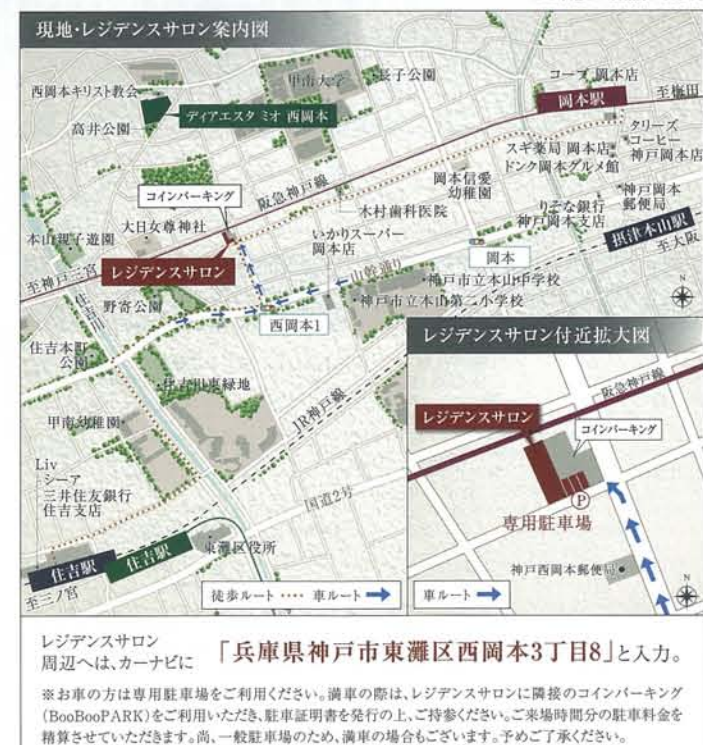 現地・レジデンスサロン案内図
西岡本キリスト教会
高井公園
ディアエスタ ミオ 西岡本
甲南大学
長子公園
コープ 岡本店
岡本駅
至梅田
タリーズ
コーヒー
神戸岡本店
スギ薬局 岡本店
ドンク岡本グルメ館
岡本信愛
幼稚園
阪急神戸線
コインパーキング
木村歯科医院
りそな銀行
神戸岡本支店
神戸岡本
郵便局
摂津本山駅
至大阪
大日女尊神社
本山親子遊園
いかりスーパー
岡本店
岡本
レジデンスサロン
至神戸三宮
住吉川
野寄公園
山幹通り
神戸市立本山中学校
神戸市立本山第二小学校
西岡本1
N
住吉本町
公園
住吉川東緑地
JR神戸線
甲南幼稚園
Liv
シーア
三井住友銀行
住吉支店
国道2号
住吉駅
住吉駅
東灘区役所
至三ノ宮
徒歩ルート •••• 車ルート ➡
レジデンスサロン付近拡大図
阪急神戸線
レジデンスサロン
コインパーキング
P
専用駐車場
神戸西岡本郵便局
N
車ルート ➡
レジデンスサロン
周辺へは、カーナビに 「兵庫県神戸市東灘区西岡本3丁目8」と入力。
※お車の方は専用駐車場をご利用ください。満車の際は、レジデンスサロンに隣接のコインパーキング
(BooBooPARK)をご利用いただき、駐車証明書を発行の上、ご持参ください。ご来場時間分の駐車料金を
精算させていただきます。尚、一般駐車場のため、満車の場合もございます。予めご了承ください。